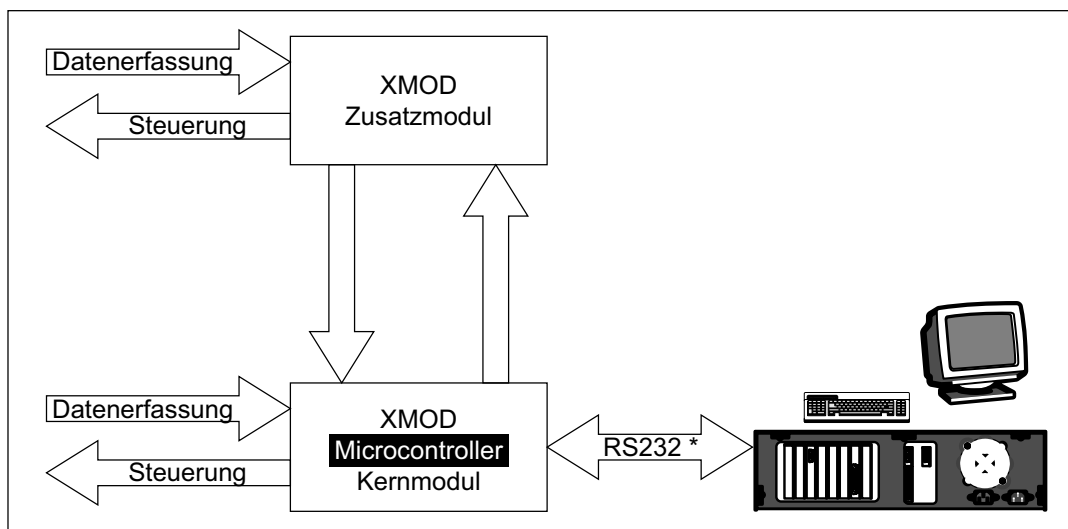 Datenerfassung
Steuerung
XMOD
Zusatzmodul
Datenerfassung
Steuerung
XMOD
Microcontroller
Kernmodul
RS232 *